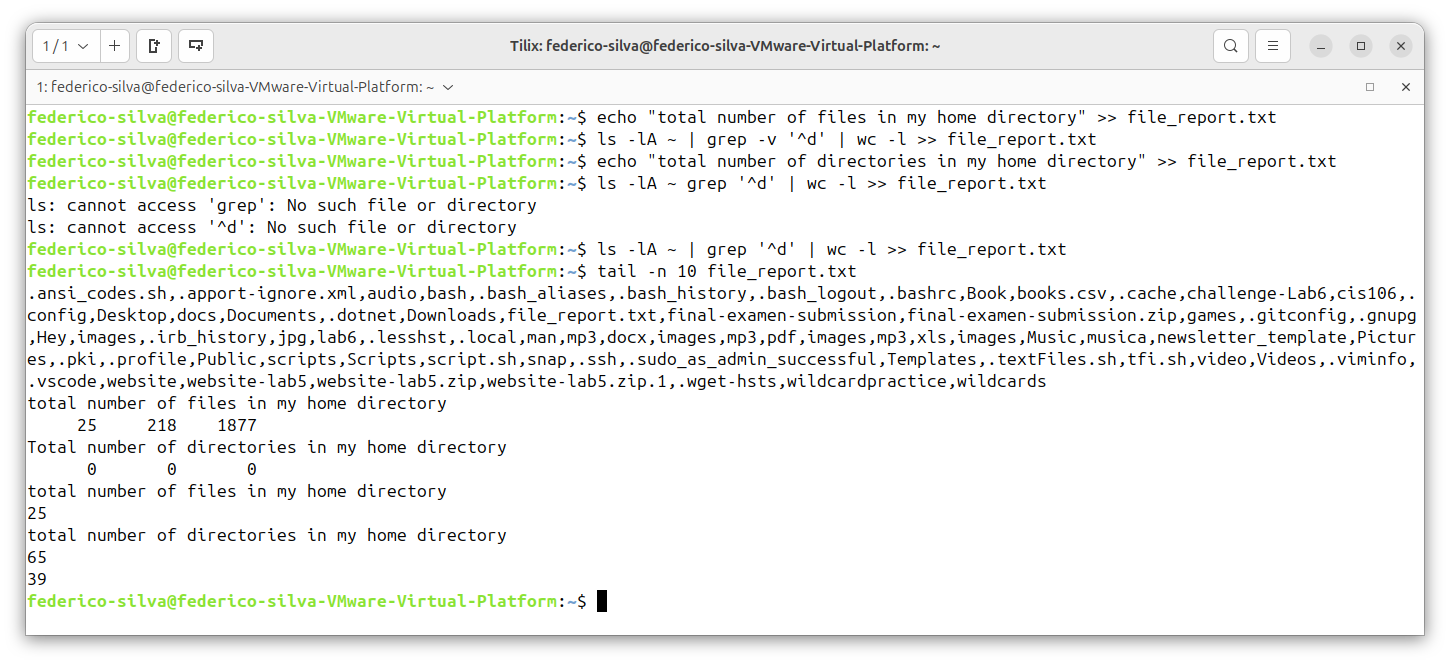 1 / 1
Tilix: federico-silva@federico-silva-VMware-Virtual-Platform: ~
1: federico-silva@federico-silva-VMware-Virtual-Platform: ~
federico-silva@federico-silva-VMware-Virtual-Platform:~$ echo "total number of files in my home directory" >> file_report.txt
federico-silva@federico-silva-VMware-Virtual-Platform:~$ ls -lA ~ | grep -v '^d' | wc -l >> file_report.txt
federico-silva@federico-silva-VMware-Virtual-Platform:~$ echo "total number of directories in my home directory" >> file_report.txt
federico-silva@federico-silva-VMware-Virtual-Platform:~$ ls -lA ~ grep '^d' | wc -l >> file_report.txt
ls: cannot access 'grep': No such file or directory
ls: cannot access '^d': No such file or directory
federico-silva@federico-silva-VMware-Virtual-Platform:~$ ls -lA ~ | grep '^d' | wc -l >> file_report.txt
federico-silva@federico-silva-VMware-Virtual-Platform:~$ tail -n 10 file_report.txt
.ansi_codes.sh,.apport-ignore.xml,audio,bash,.bash_aliases,.bash_history,.bash_logout,.bashrc,Book,books.csv,.cache,challenge-Lab6,cis106,.
config,Desktop,docs,Documents,.dotnet,Downloads,file_report.txt,final-examen-submission,final-examen-submission.zip,games,.gitconfig,.gnupg
,Hey,images,.irb_history,jpg,lab6,.lesshst,.local,man,mp3,docx,images,mp3,pdf,images,mp3,xls,images,Music,musica,newsletter_template,Pictur
es,.pki,.profile,Public,scripts,Scripts,script.sh,snap,.ssh,.sudo_as_admin_successful,Templates,.textFiles.sh,tfi.sh,video,Videos,.viminfo,
.vscode,website,website-lab5,website-lab5.zip,website-lab5.zip.1,.wget-hsts,wildcardpractice,wildcards
total number of files in my home directory
     25     218    1877
Total number of directories in my home directory
      0       0       0
total number of files in my home directory
25
total number of directories in my home directory
65
39
federico-silva@federico-silva-VMware-Virtual-Platform:~$